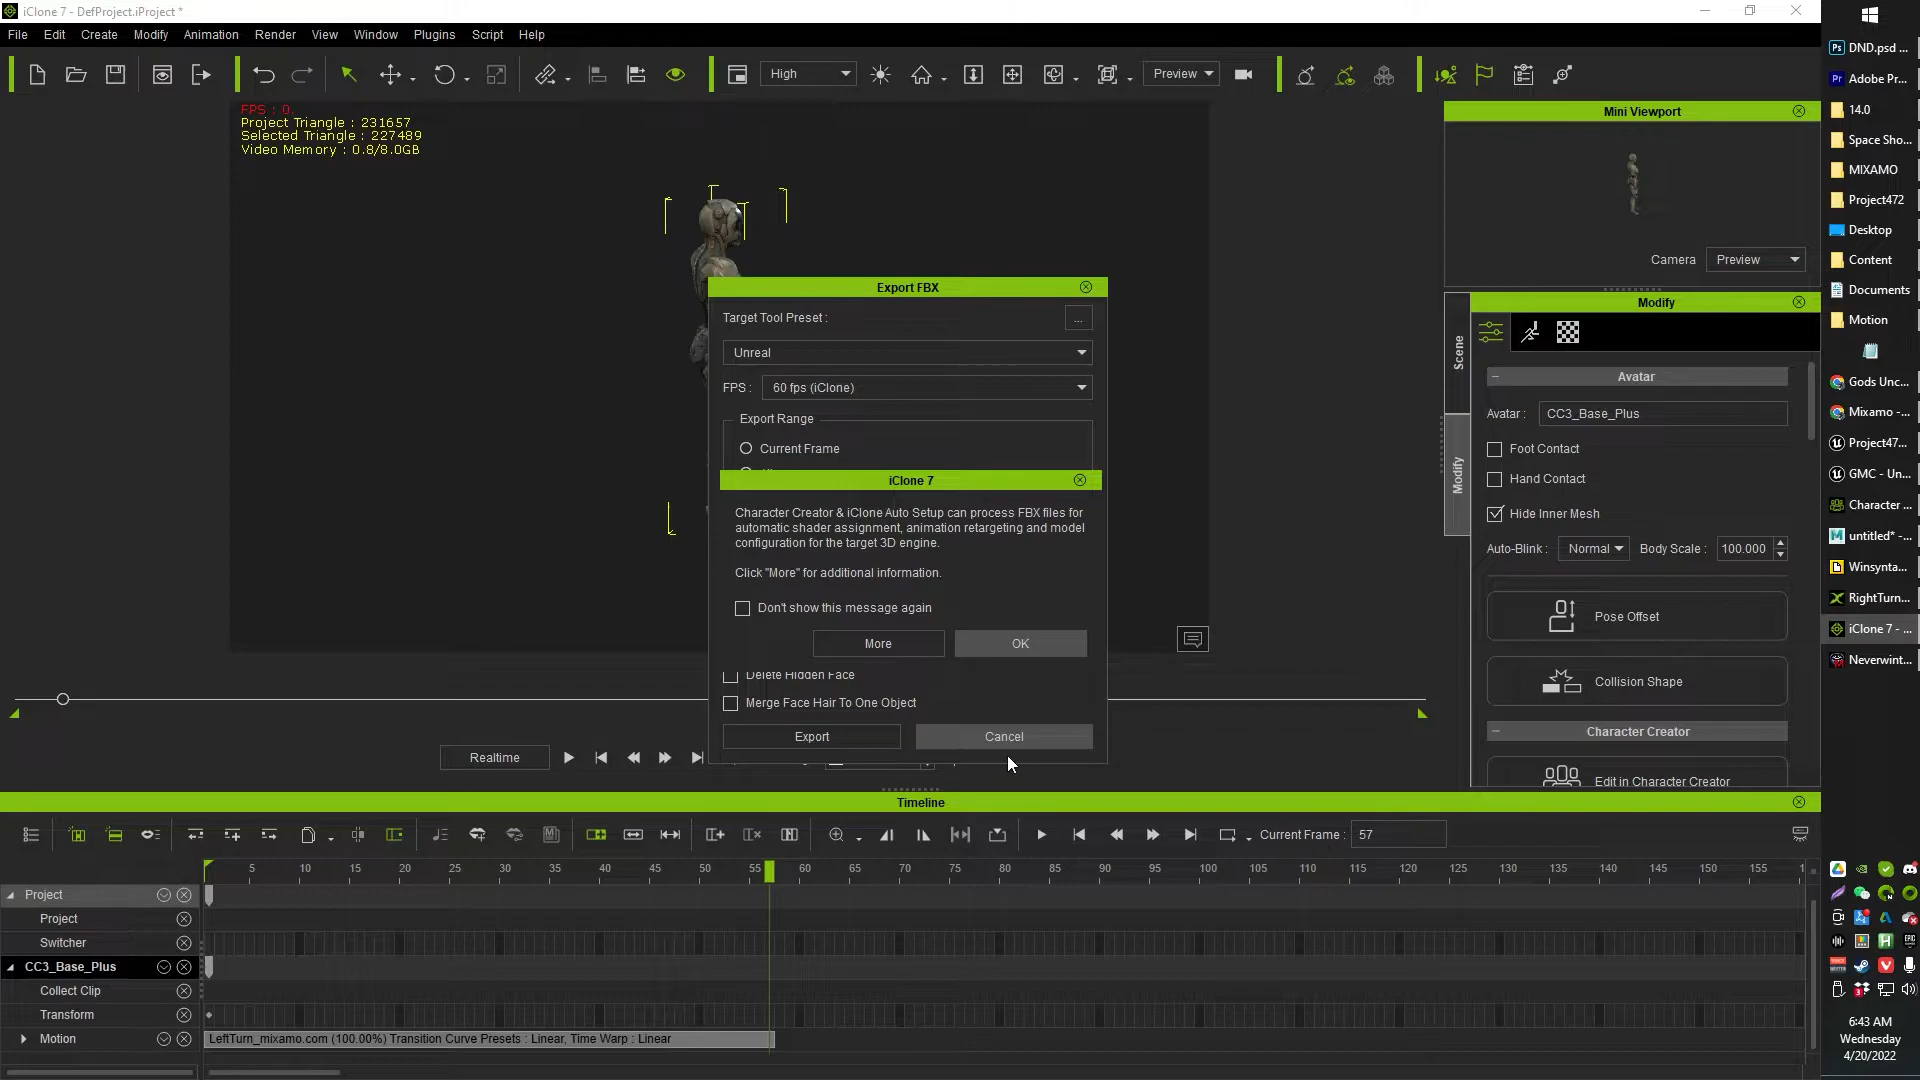 iClone 7 - DefProject.iProject *
File Edit Create Modify Animation Render View Window Plugins Script Help
High
Preview
FPS : 0.
Project Triangle : 231657
Selected Triangle : 227489
Video Memory : 0.8/8.0GB
Mini Viewport
Camera Preview
Modify
Scene
Modify
Avatar
Avatar : CC3_Base_Plus
Foot Contact
Hand Contact
Hide Inner Mesh
Auto-Blink : Normal Body Scale : 100.000
Pose Offset
Collision Shape
Character Creator
Edit in Character Creator
Export FBX
Target Tool Preset :
...
Unreal
FPS : 60 fps (iClone)
Export Range
Current Frame
iClone 7
Character Creator & iClone Auto Setup can process FBX files for
automatic shader assignment, animation retargeting and model
configuration for the target 3D engine.
Click "More" for additional information.
Don't show this message again
More OK
Delete Hidden Face
Merge Face Hair To One Object
Export Cancel
Realtime
Timeline
Current Frame : 57
5 10 15 20 25 30 35 40 45 50 55 60 65 70 75 80 85 90 95 100 105 110 115 120 125 130 135 140 145 150 155
Project
Project
Switcher
CC3_Base_Plus
Collect Clip
Transform
Motion
LeftTurn_mixamo.com (100.00%) Transition Curve Presets : Linear, Time Warp : Linear
DND.psd ...
Adobe Pr...
14.0
Space Sho...
MIXAMO
Project472
Desktop
Content
Documents
Motion
Gods Unc...
Mixamo -...
Project47...
GMC - Un...
Character ...
untitled* -...
Winsynta...
RightTurn...
iClone 7 - ...
Neverwint...
6:43 AM
Wednesday
4/20/2022